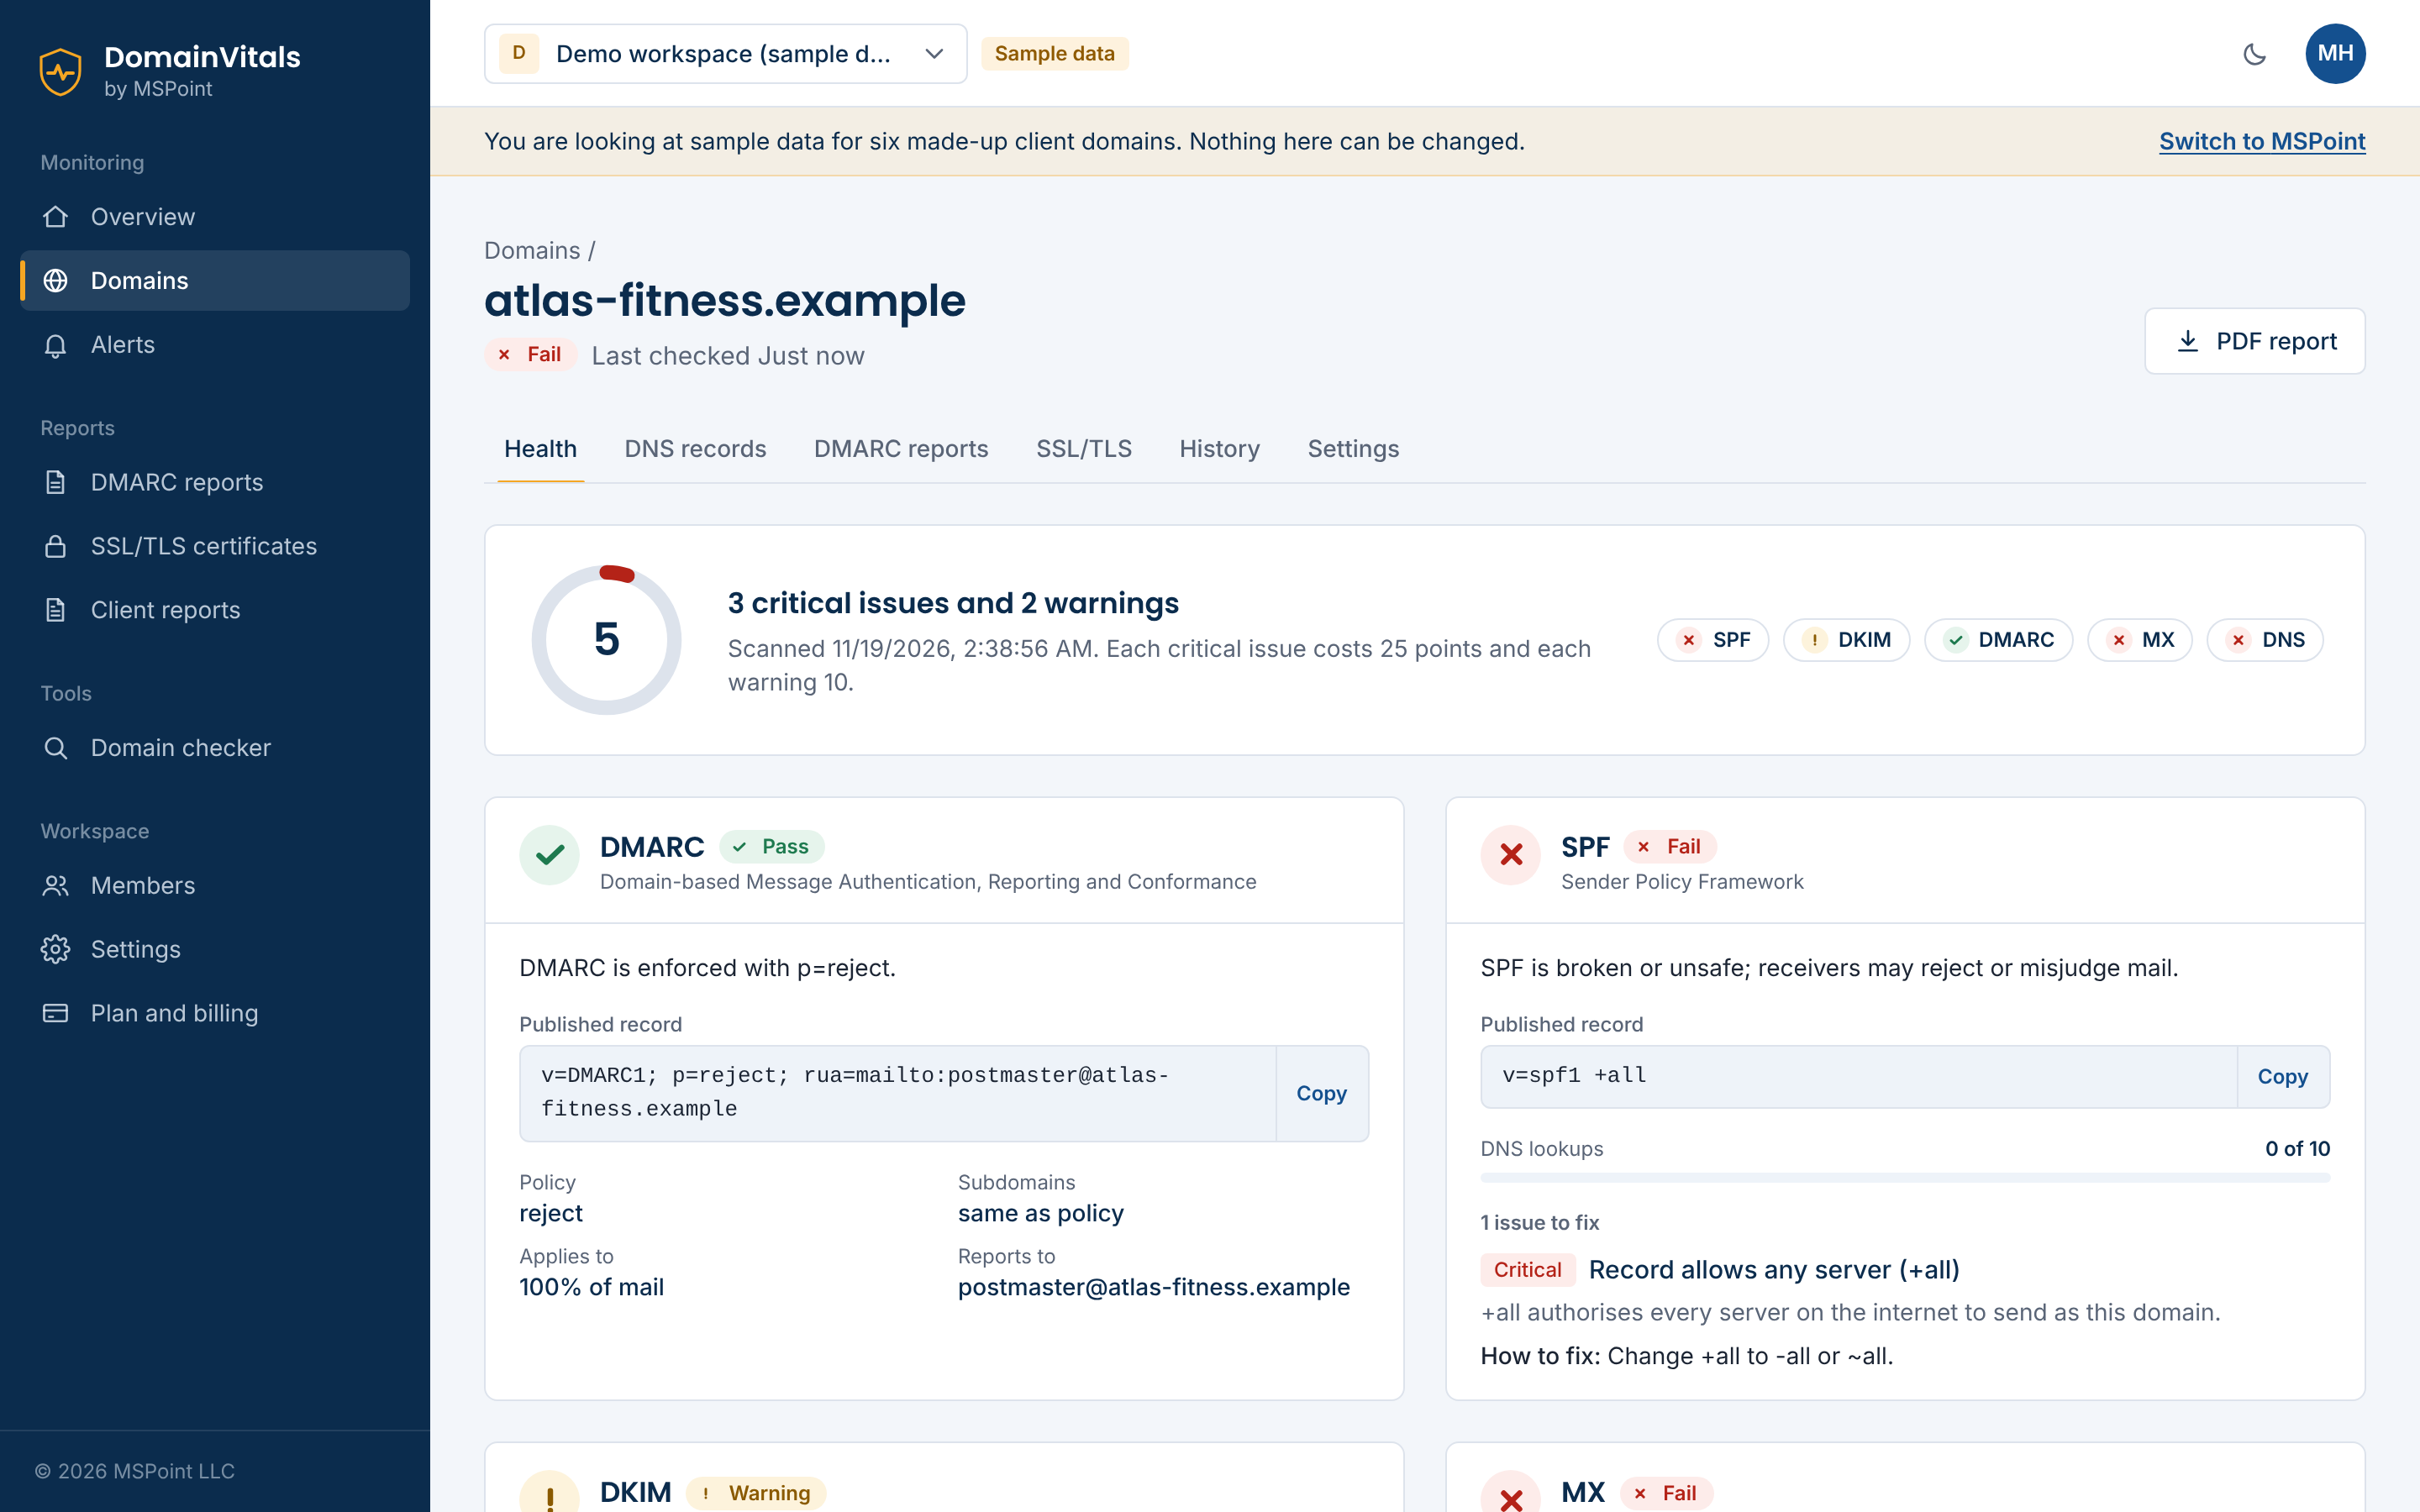 DomainVitals
by MSPoint
Monitoring
Overview
Domains
Alerts
Reports
DMARC reports
SSL/TLS certificates
Client reports
Tools
Domain checker
Workspace
Members
Settings
Plan and billing
© 2026 MSPoint LLC
D
Demo workspace (sample d...
Sample data
MH
You are looking at sample data for six made-up client domains. Nothing here can be changed.
Switch to MSPoint
Domains /
atlas-fitness.example
Fail
Last checked Just now
PDF report
Health
DNS records
DMARC reports
SSL/TLS
History
Settings
5
3 critical issues and 2 warnings
Scanned 11/19/2026, 2:38:56 AM. Each critical issue costs 25 points and each
warning 10.
SPF
DKIM
DMARC
MX
DNS
DMARC
Pass
Domain-based Message Authentication, Reporting and Conformance
DMARC is enforced with p=reject.
Published record
v=DMARC1; p=reject; rua=mailto:postmaster@atlas-
fitness.example
Copy
Policy
reject
Subdomains
same as policy
Applies to
100% of mail
Reports to
postmaster@atlas-fitness.example
SPF
Fail
Sender Policy Framework
SPF is broken or unsafe; receivers may reject or misjudge mail.
Published record
v=spf1 +all
Copy
DNS lookups
0 of 10
1 issue to fix
Critical
Record allows any server (+all)
+all authorises every server on the internet to send as this domain.
How to fix: Change +all to -all or ~all.
DKIM
Warning
MX
Fail